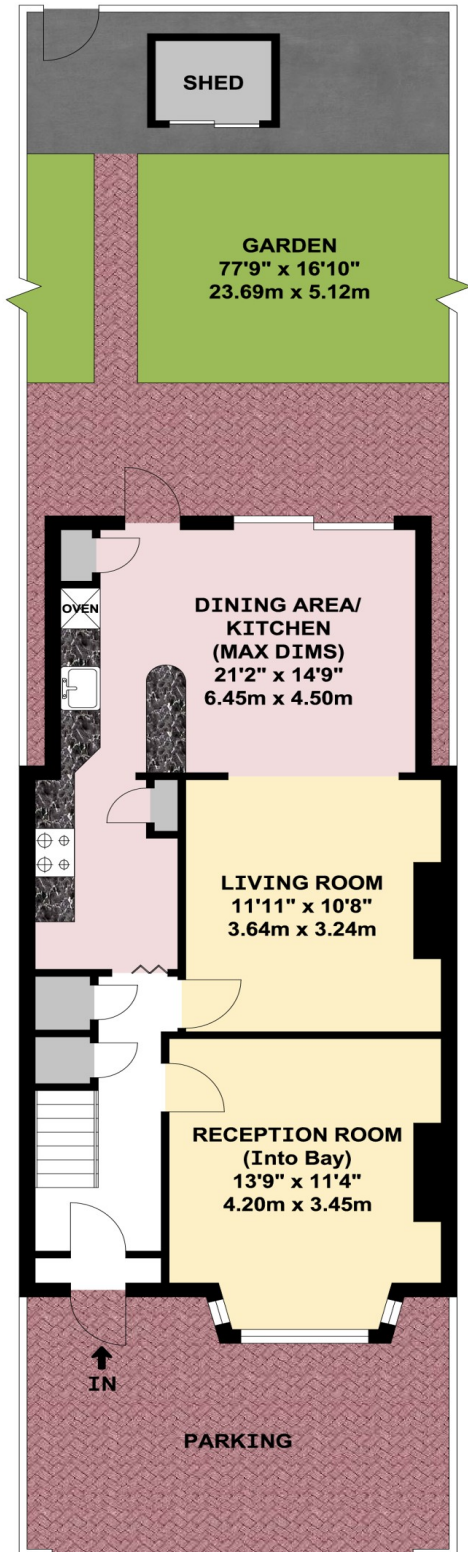 SHED
GARDEN
77'9" x 16'10"
23.69m x 5.12m
OVEN
DINING AREA/
KITCHEN
(MAX DIMS)
21'2" x 14'9"
6.45m x 4.50m
LIVING ROOM
11'11" x 10'8"
3.64m x 3.24m
RECEPTION ROOM
(Into Bay)
13'9" x 11'4"
4.20m x 3.45m
IN
PARKING